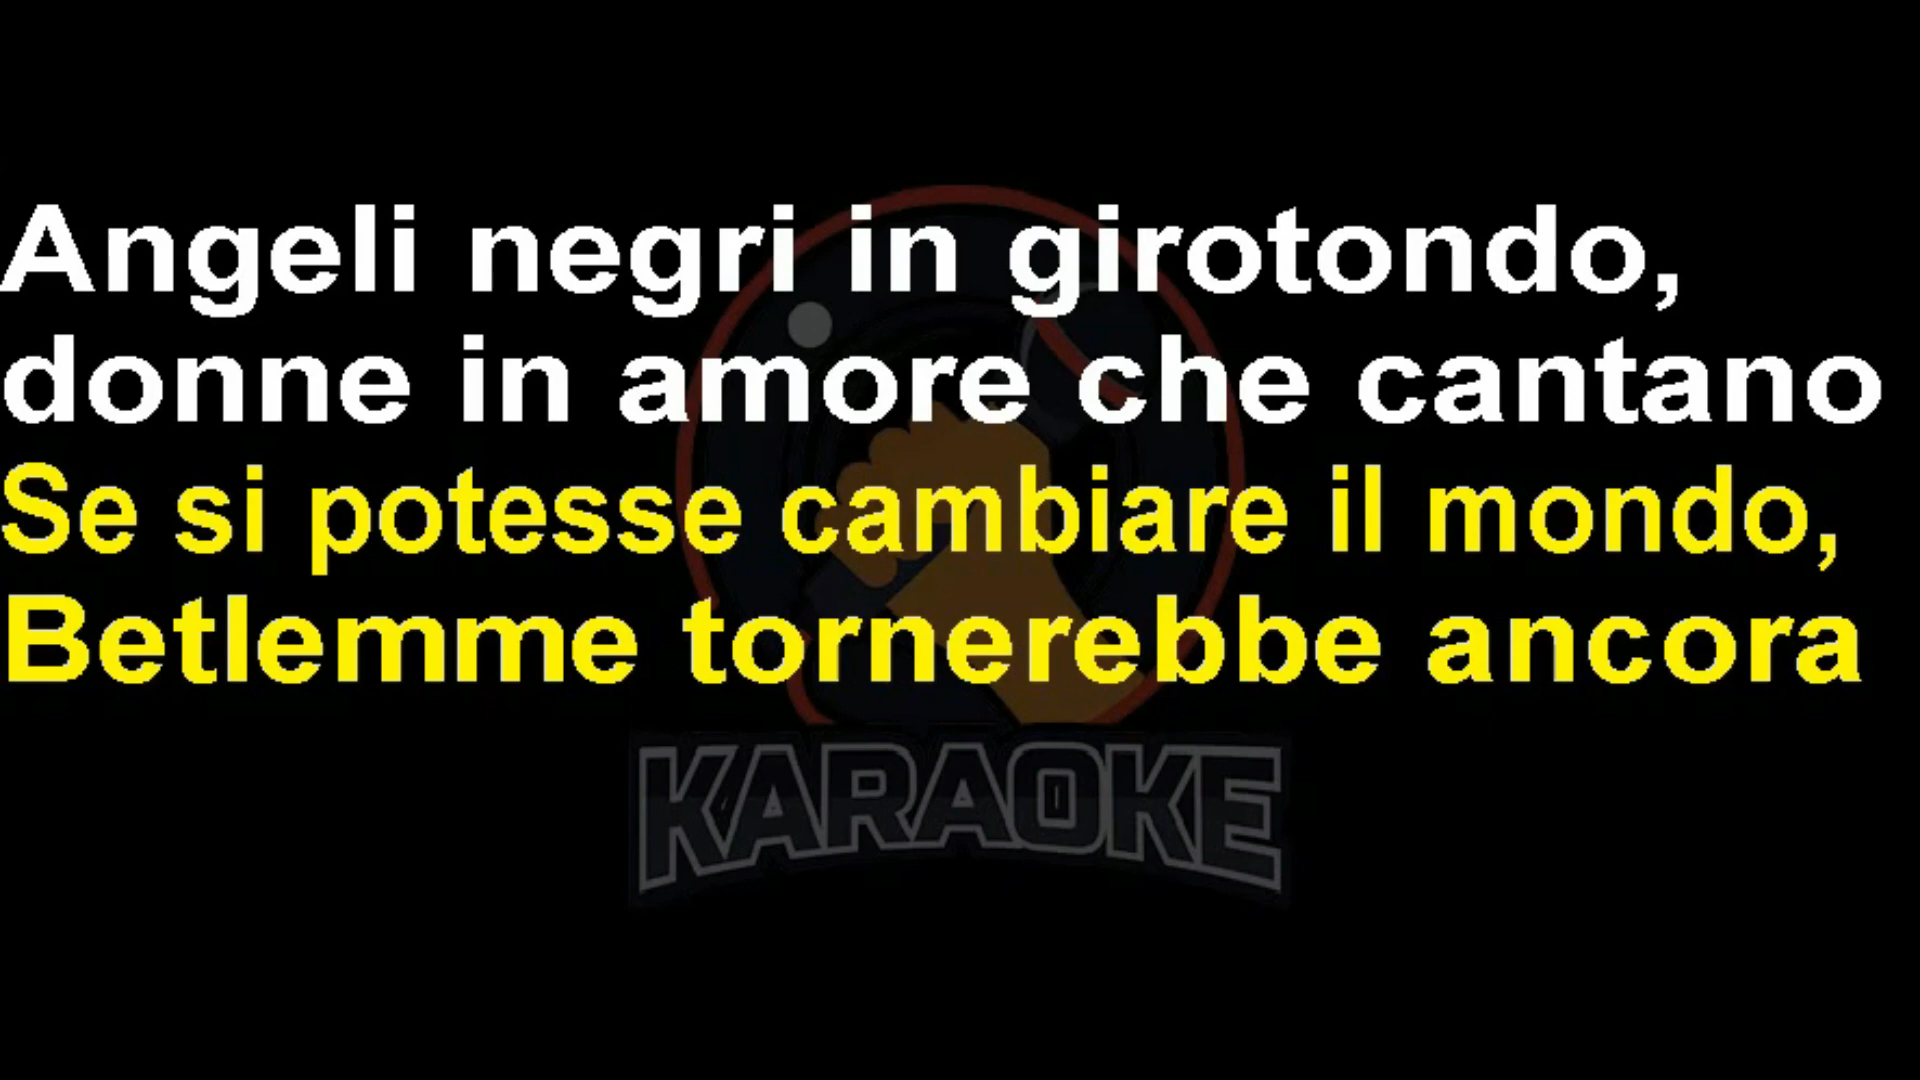 Angeli negri in girotondo,
donne in amore che cantano
Se si potesse cambiare il mondo,
Betlemme tornerebbe ancora
KARAOKE